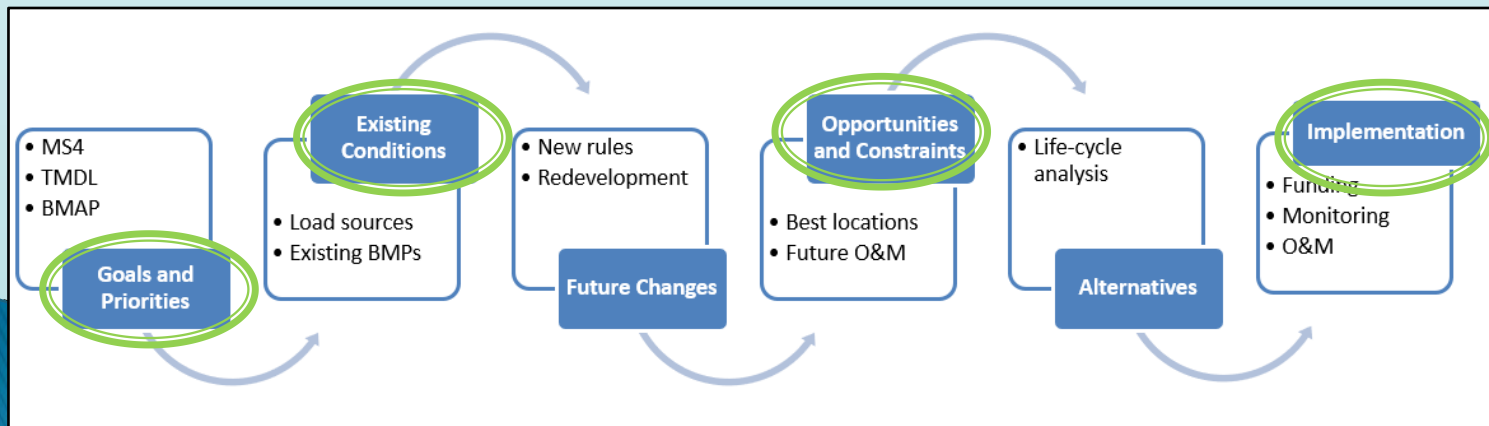 • MS4
• TMDL
• BMAP
Goals and
Priorities
Existing
Conditions
• Load sources
• Existing BMPs
• New rules
• Redevelopment
Future Changes
Opportunities
and Constraints
• Best locations
• Future O&M
• Life-cycle
analysis
Alternatives
Implementation
• Funding
• Monitoring
• O&M